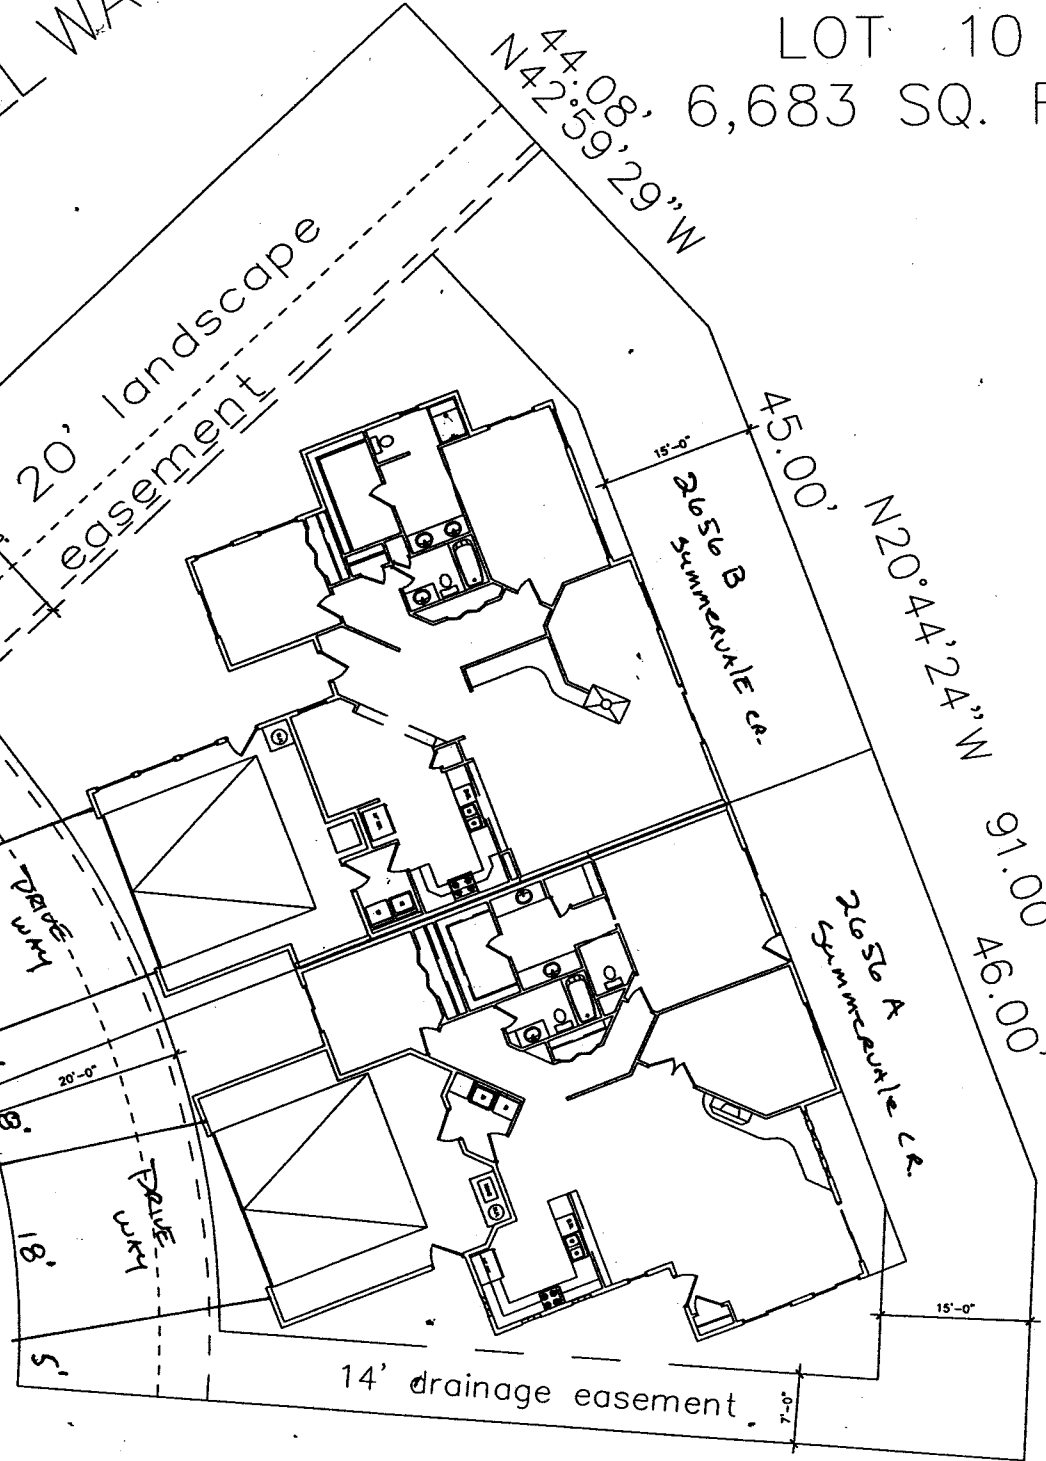 LOT 10
6,683 SQ. F
44.08'
N42°59'29"W
20' landscape
easement
45.00'
15'-0"
2656 B
SUMMERVALE CR.
N20°44'24"W
91.00
46.00'
2656 A
SUMMERVALE CR.
DRIVE
WAY
20'-0"
8'
DRIVE
WAY
18'
5'
15'-0"
14' drainage easement
7'-0"